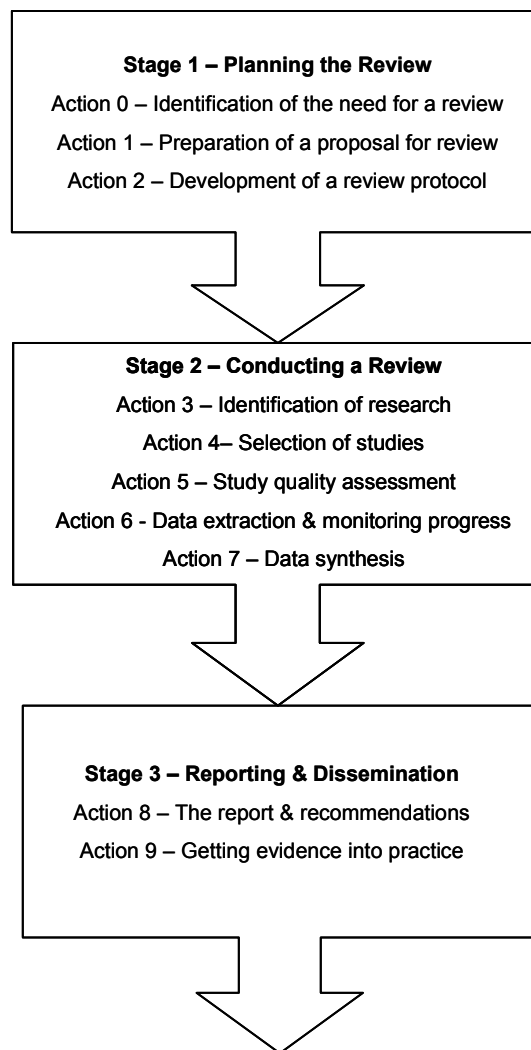 Stage 1 – Planning the Review
Action 0 – Identification of the need for a review
Action 1 – Preparation of a proposal for review
Action 2 – Development of a review protocol
Stage 2 – Conducting a Review
Action 3 – Identification of research
Action 4– Selection of studies
Action 5 – Study quality assessment
Action 6 - Data extraction & monitoring progress
Action 7 – Data synthesis
Stage 3 – Reporting & Dissemination
Action 8 – The report & recommendations
Action 9 – Getting evidence into practice